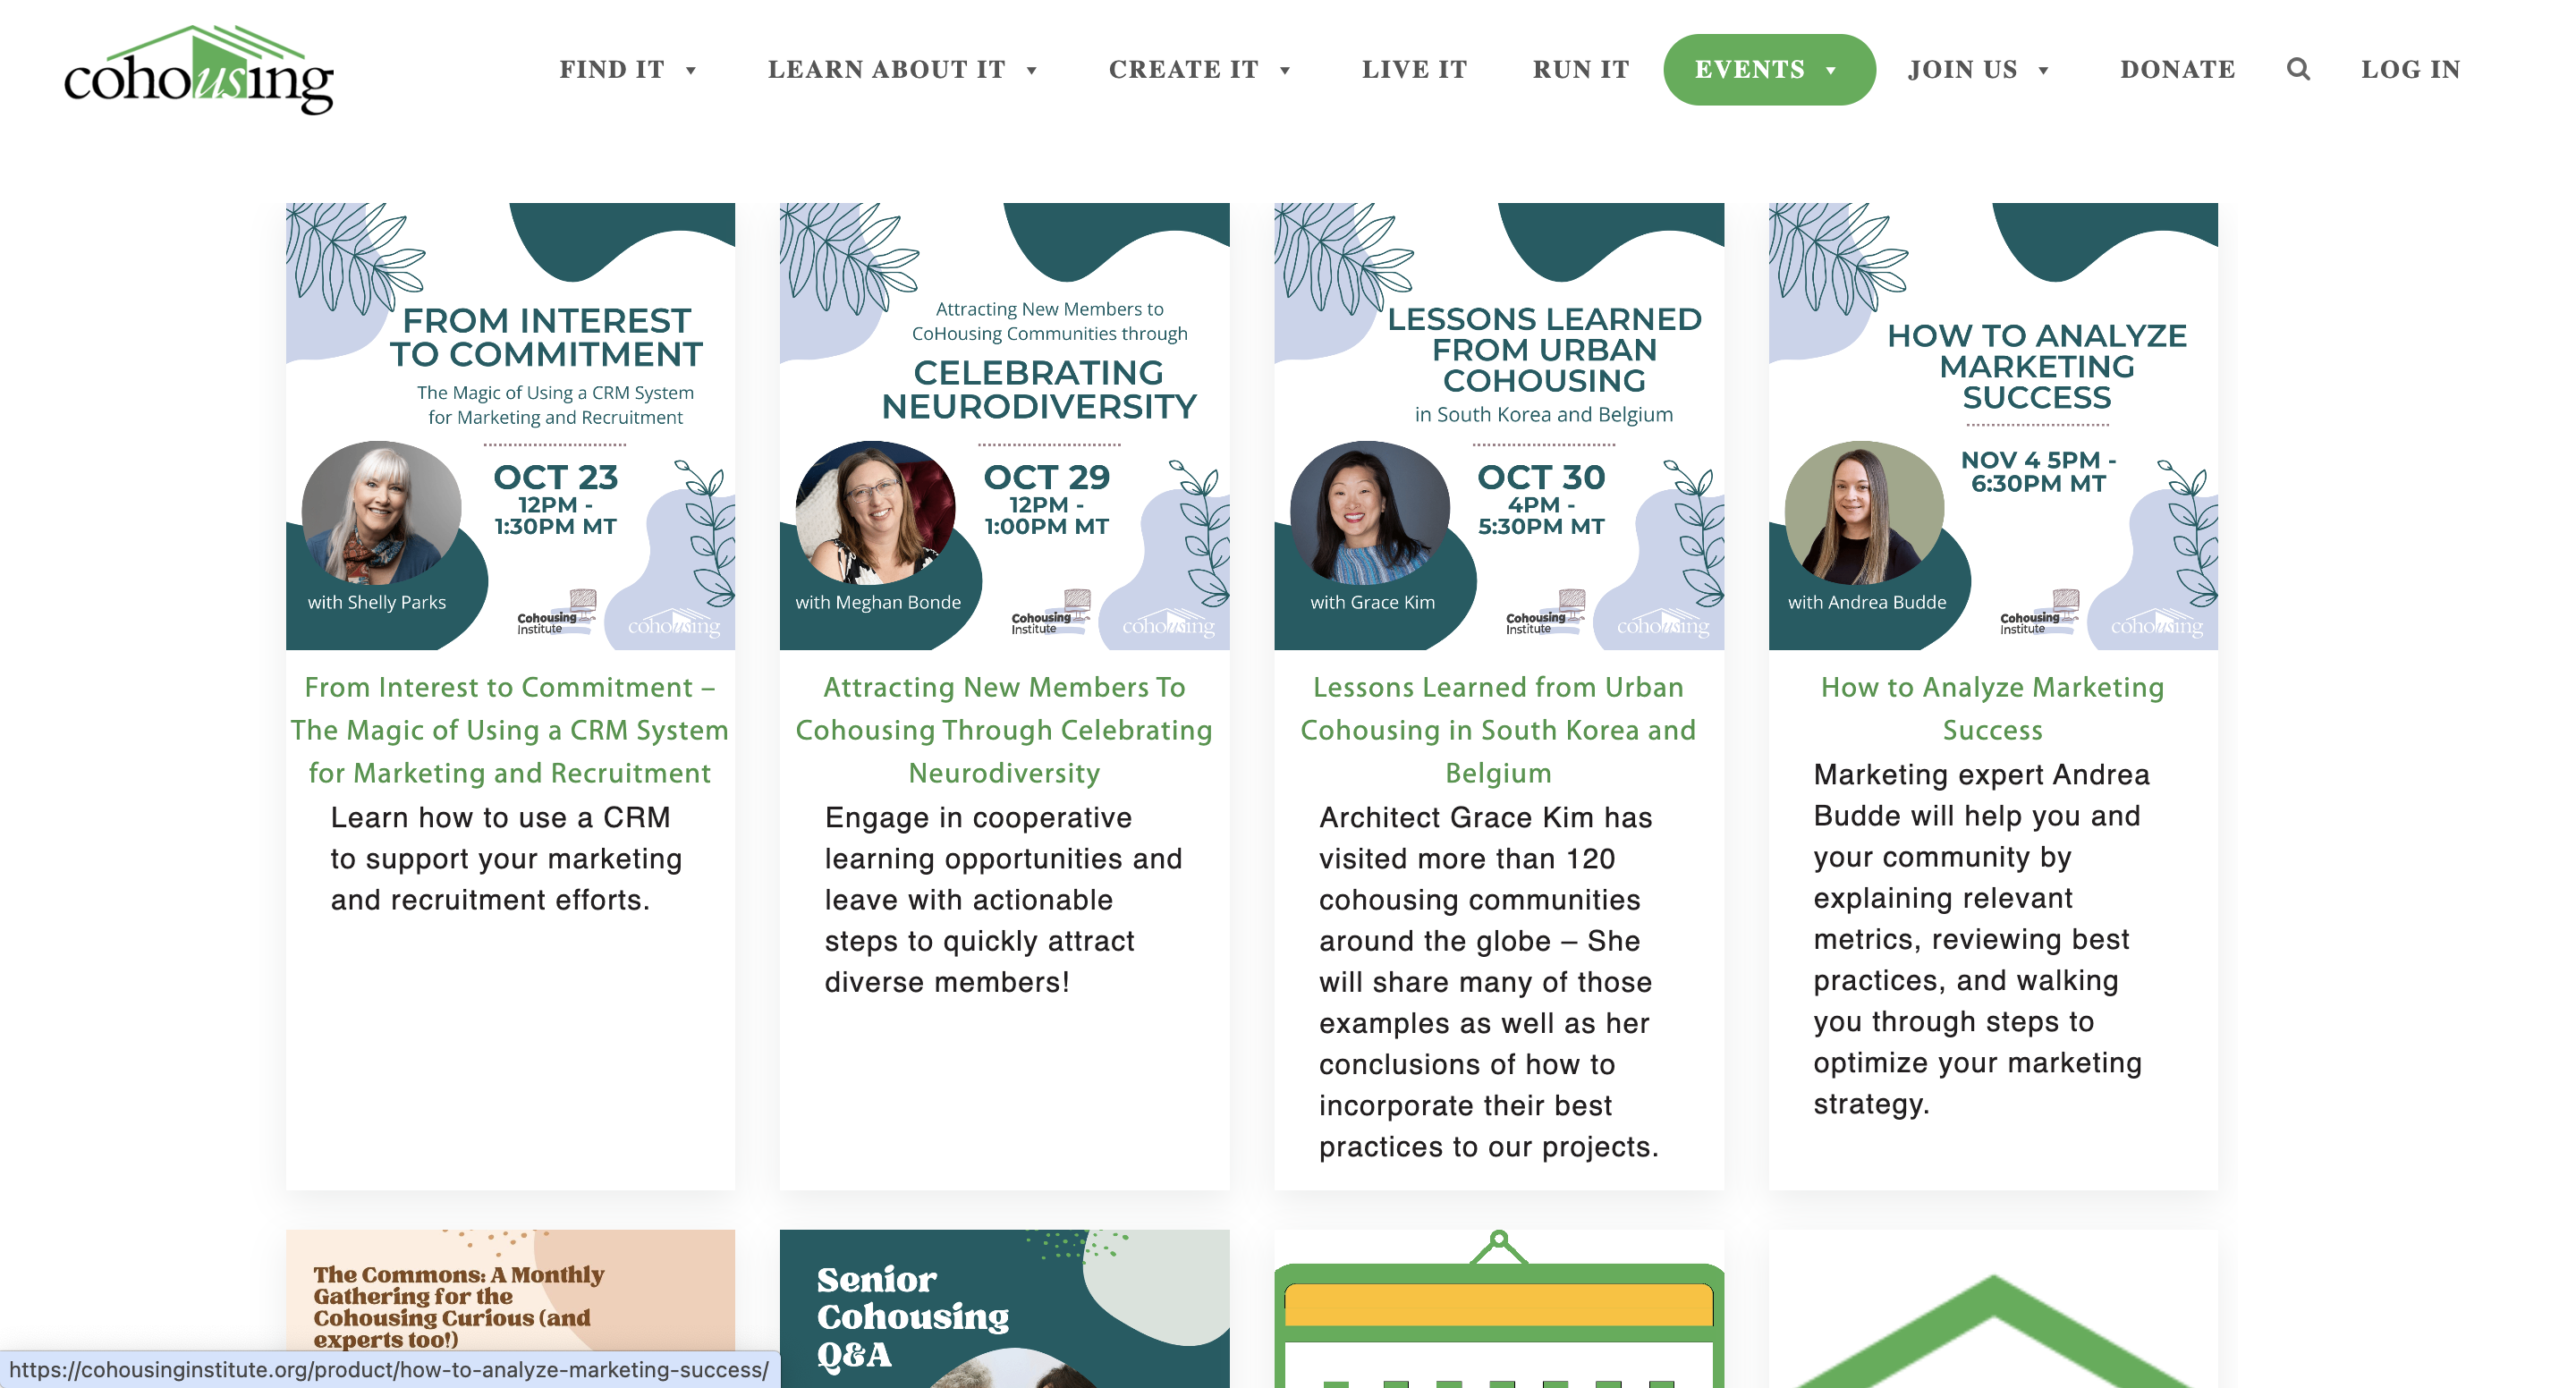 cohousing
FIND IT
LEARN ABOUT IT
CREATE IT
LIVE IT
RUN IT
EVENTS
JOIN US
DONATE
LOG IN
FROM INTEREST
TO COMMITMENT
The Magic of Using a CRM System
for Marketing and Recruitment
OCT 23
12PM -
1:30PM MT
with Shelly Parks
Cohousing
Institute
cohousing
Attracting New Members to
CoHousing Communities through
CELEBRATING
NEURODIVERSITY
OCT 29
12PM -
1:00PM MT
with Meghan Bonde
Cohousing
Institute
cohousing
LESSONS LEARNED
FROM URBAN
COHOUSING
in South Korea and Belgium
OCT 30
4PM -
5:30PM MT
with Grace Kim
Cohousing
Institute
cohousing
HOW TO ANALYZE
MARKETING
SUCCESS
NOV 4 5PM -
6:30PM MT
with Andrea Budde
Cohousing
Institute
cohousing
From Interest to Commitment –
The Magic of Using a CRM System
for Marketing and Recruitment
Learn how to use a CRM
to support your marketing
and recruitment efforts.
Attracting New Members To
Cohousing Through Celebrating
Neurodiversity
Engage in cooperative
learning opportunities and
leave with actionable
steps to quickly attract
diverse members!
Lessons Learned from Urban
Cohousing in South Korea and
Belgium
Architect Grace Kim has
visited more than 120
cohousing communities
around the globe – She
will share many of those
examples as well as her
conclusions of how to
incorporate their best
practices to our projects.
How to Analyze Marketing
Success
Marketing expert Andrea
Budde will help you and
your community by
explaining relevant
metrics, reviewing best
practices, and walking
you through steps to
optimize your marketing
strategy.
The Commons: A Monthly
Gathering for the
Cohousing Curious (and
experts too!)
Senior
Cohousing
Q&A
https://cohousinginstitute.org/product/how-to-analyze-marketing-success/